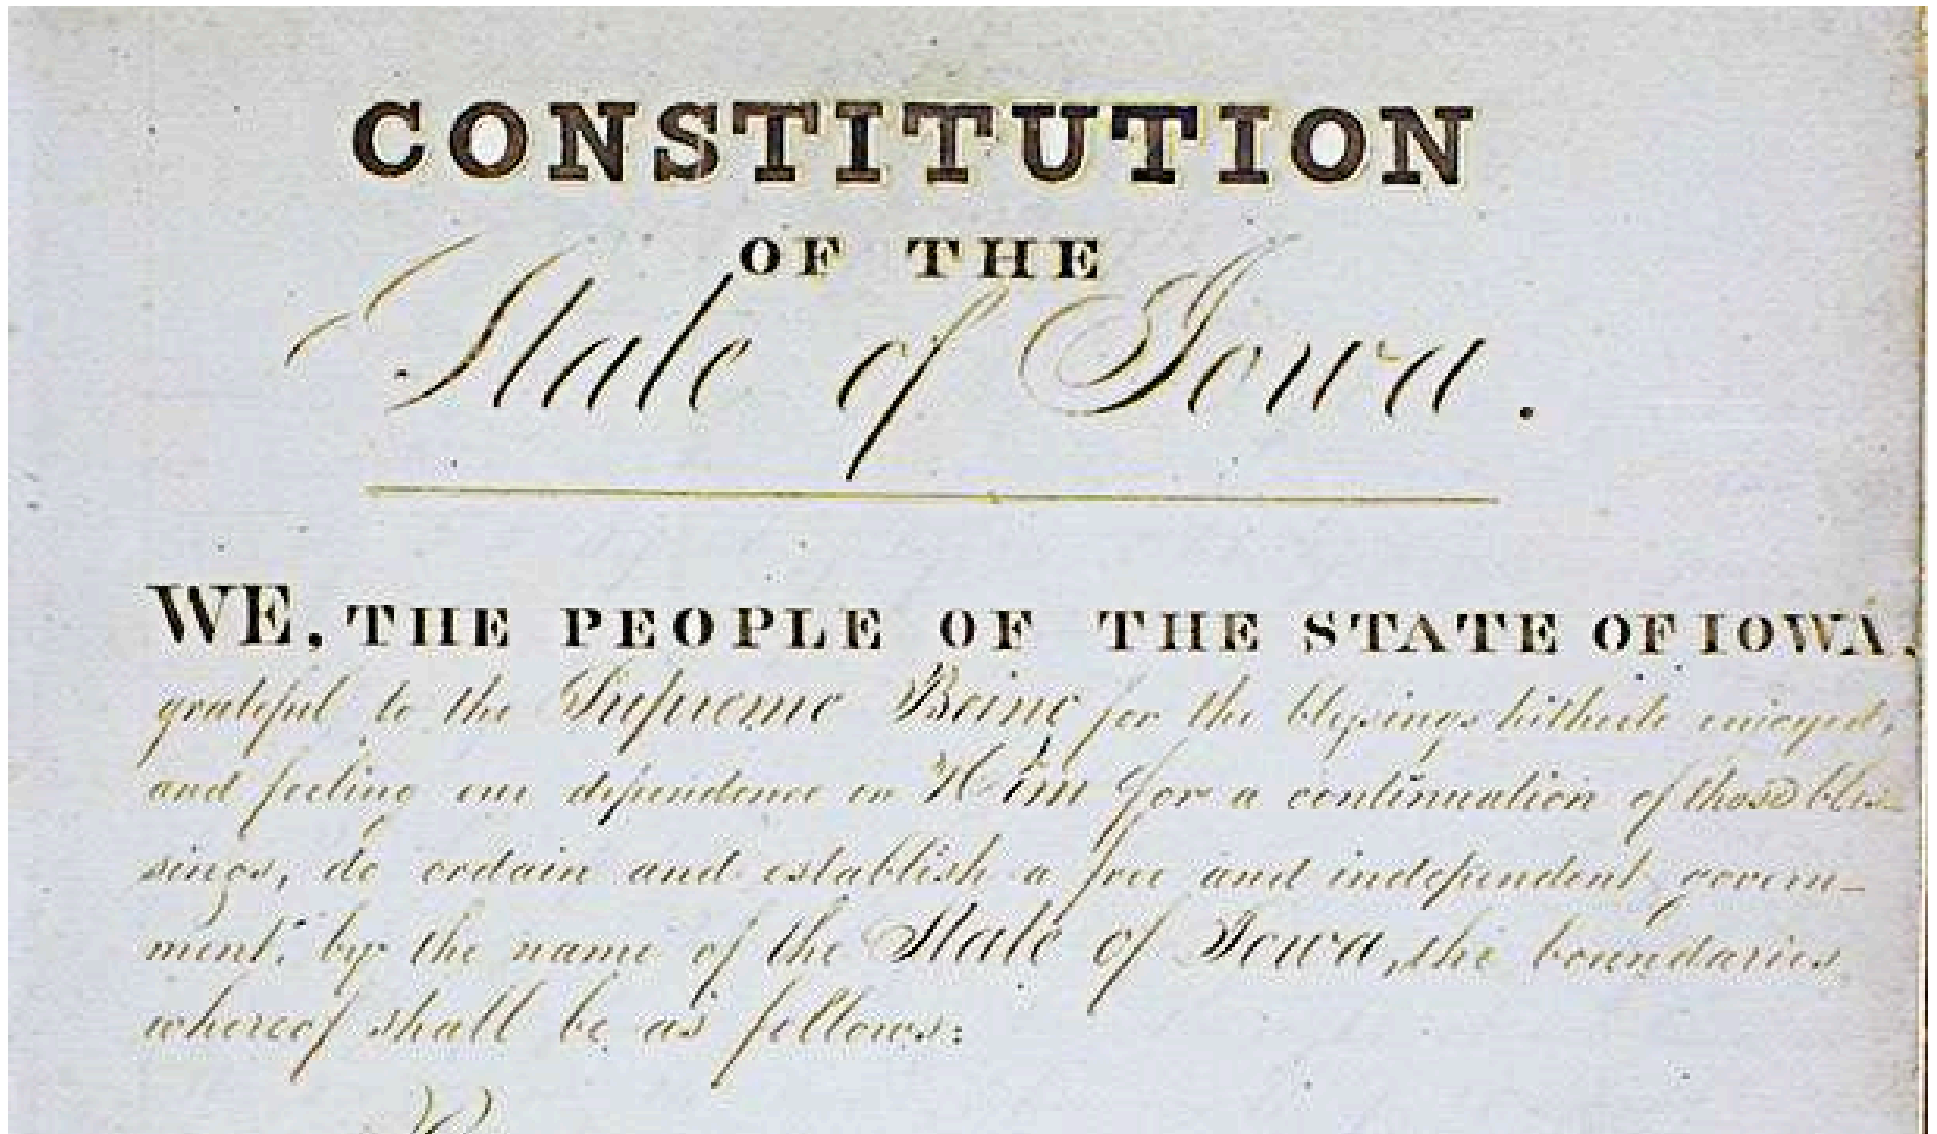 CONSTITUTION
OF THE
State of Iowa.
WE, THE PEOPLE OF THE STATE OF IOWA,
grateful to the Supreme Being for the blessings hitherto enjoyed,
and feeling our dependence on Him for a continuation of those bles-
sings, do ordain and establish a free and independent govern-
ment, by the name of the State of Iowa, the boundaries
whereof shall be as follows: